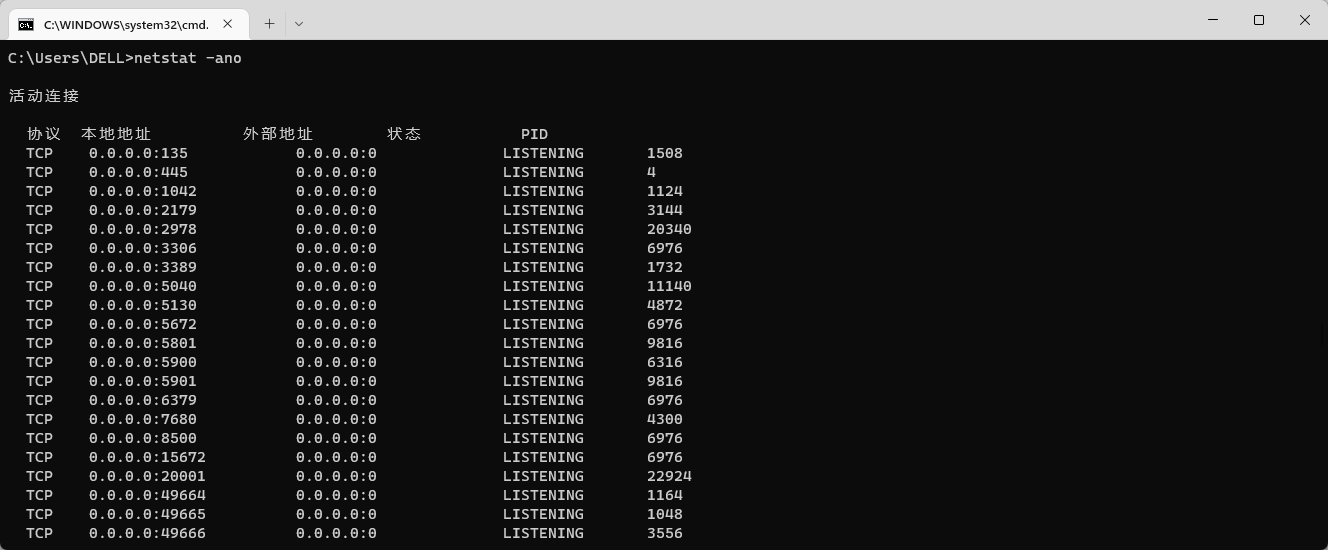 C:\WINDOWS\system32\cmd.
C:\Users\DELL>netstat -ano
活动连接
协议 本地地址 外部地址 状态 PID
TCP 0.0.0.0:135 0.0.0.0:0 LISTENING 1508
TCP 0.0.0.0:445 0.0.0.0:0 LISTENING 4
TCP 0.0.0.0:1042 0.0.0.0:0 LISTENING 1124
TCP 0.0.0.0:2179 0.0.0.0:0 LISTENING 3144
TCP 0.0.0.0:2978 0.0.0.0:0 LISTENING 20340
TCP 0.0.0.0:3306 0.0.0.0:0 LISTENING 6976
TCP 0.0.0.0:3389 0.0.0.0:0 LISTENING 1732
TCP 0.0.0.0:5040 0.0.0.0:0 LISTENING 11140
TCP 0.0.0.0:5130 0.0.0.0:0 LISTENING 4872
TCP 0.0.0.0:5672 0.0.0.0:0 LISTENING 6976
TCP 0.0.0.0:5801 0.0.0.0:0 LISTENING 9816
TCP 0.0.0.0:5900 0.0.0.0:0 LISTENING 6316
TCP 0.0.0.0:5901 0.0.0.0:0 LISTENING 9816
TCP 0.0.0.0:6379 0.0.0.0:0 LISTENING 6976
TCP 0.0.0.0:7680 0.0.0.0:0 LISTENING 4300
TCP 0.0.0.0:8500 0.0.0.0:0 LISTENING 6976
TCP 0.0.0.0:15672 0.0.0.0:0 LISTENING 6976
TCP 0.0.0.0:20001 0.0.0.0:0 LISTENING 22924
TCP 0.0.0.0:49664 0.0.0.0:0 LISTENING 1164
TCP 0.0.0.0:49665 0.0.0.0:0 LISTENING 1048
TCP 0.0.0.0:49666 0.0.0.0:0 LISTENING 3556